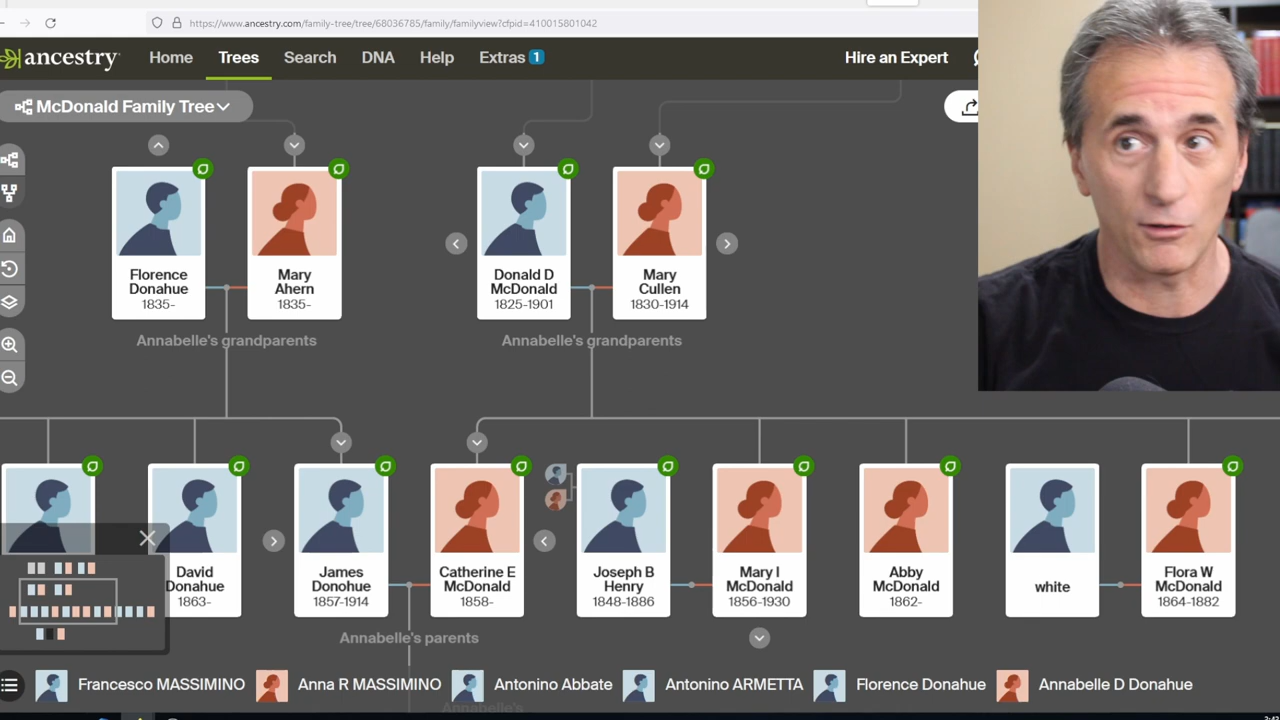 https://www.ancestry.com/family-tree/tree/68036785/family/familyview?cfpid=410015801042
ancestry
Home Trees Search DNA Help Extras 1 Hire an Expert
McDonald Family Tree
Florence
Donahue
1835-
Mary
Ahern
1835-
Donald D
McDonald
1825-1901
Mary
Cullen
1830-1914
Annabelle's grandparents
Annabelle's grandparents
David
Donahue
1863-
James
Donohue
1857-1914
Catherine E
McDonald
1858-
Joseph B
Henry
1848-1886
Mary I
McDonald
1856-1930
Abby
McDonald
1862-
white
Flora W
McDonald
1864-1882
Annabelle's parents
Francesco MASSIMINO Anna R MASSIMINO Antonino Abbate Antonino ARMETTA Florence Donahue Annabelle D Donahue
Annabelle's